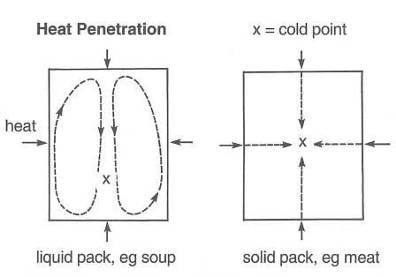 Heat Penetration
x = cold point
heat
x
x
liquid pack, eg soup
solid pack, eg meat